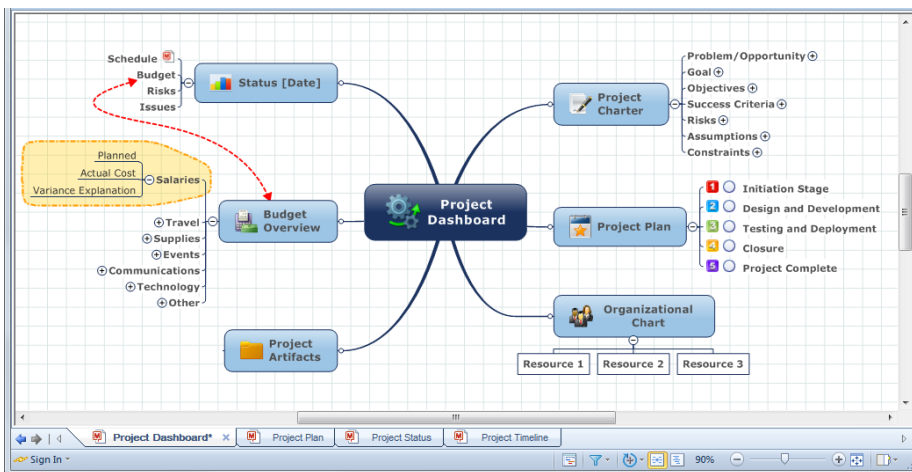 Schedule
Budget
Risks
Issues
Status [Date]
Planned
Actual Cost
Variance Explanation
Salaries
Travel
Supplies
Events
Communications
Technology
Other
Budget
Overview
Project
Artifacts
Project
Dashboard
Project
Charter
Problem/Opportunity
Goal
Objectives
Success Criteria
Risks
Assumptions
Constraints
Project Plan
1 Initiation Stage
2 Design and Development
3 Testing and Deployment
4 Closure
5 Project Complete
Organizational
Chart
Resource 1 Resource 2 Resource 3
Project Dashboard* Project Plan Project Status Project Timeline
Sign In 90%